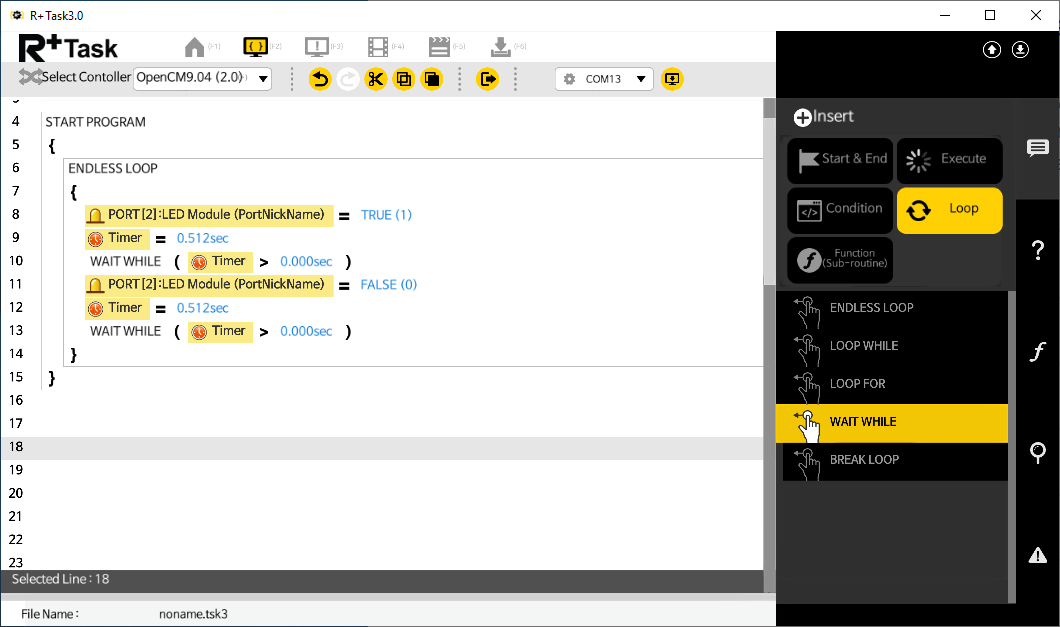 R+ Task3.0
R+Task (F1) (F2) (F3) (F4) (F5) (F6)
Select Contoller OpenCM9.04 (2.0) COM13
4 START PROGRAM
5 {
6 ENDLESS LOOP
7 {
8 PORT[2]:LED Module (PortNickName) = TRUE (1)
9 Timer = 0.512sec
10 WAIT WHILE ( Timer > 0.000sec )
11 PORT[2]:LED Module (PortNickName) = FALSE (0)
12 Timer = 0.512sec
13 WAIT WHILE ( Timer > 0.000sec )
14 }
15 }
16
17
18
19
20
21
22
23
Selected Line : 18
File Name : noname.tsk3
Insert
Start & End Execute
Condition Loop
Function
(Sub-routine)
ENDLESS LOOP
LOOP WHILE
LOOP FOR
WAIT WHILE
BREAK LOOP